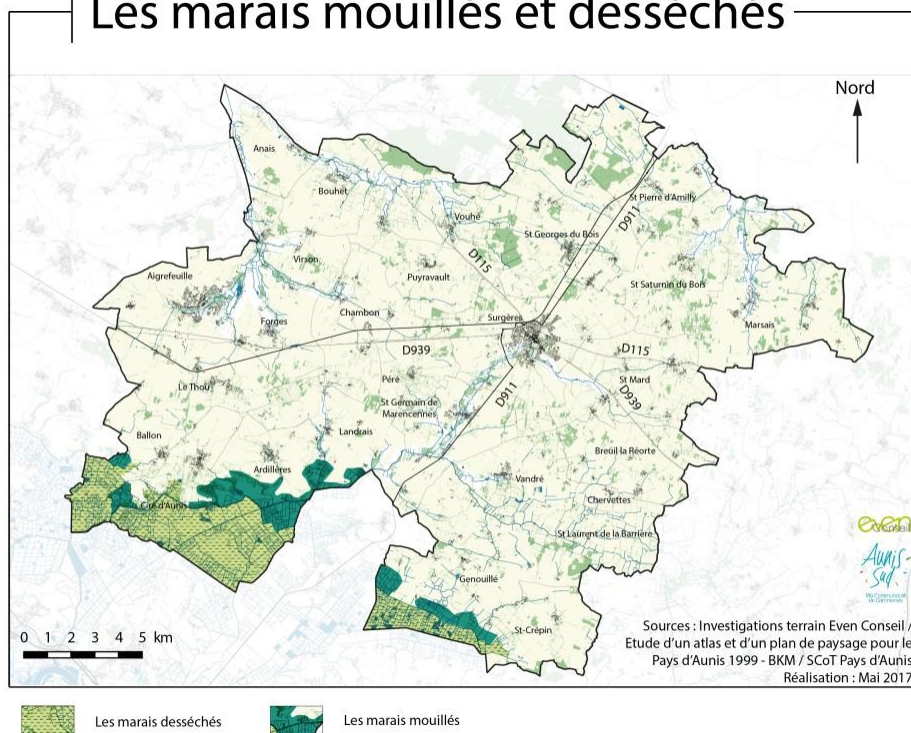 Les marais mouillés et desséchés
Nord
Anais
Bouhet
Vouhé
St Pierre d'Amilly
D911
St Georges du Bois
D115
Virson
Aigrefeuille
Puyravault
St Saturnin du Bois
Chambon
Forges
Surgères
Marsais
D939
D115
Le Thou
Péré
St Mard
D939
D911
St Germain de
Marencennes
Ballon
Landrais
Breuil la Réorte
Ardillères
Vandré
Ciré d'Aunis
Chervettes
St Laurent de la Barrière
even
Conseil
Aunis
Sud
Genouillé
St-Crépin
0 1 2 3 4 5 km
Sources : Investigations terrain Even Conseil /
Etude d'un atlas et d'un plan de paysage pour le
Pays d'Aunis 1999 - BKM / SCoT Pays d'Aunis
Réalisation : Mai 2017
Les marais desséchés
Les marais mouillés